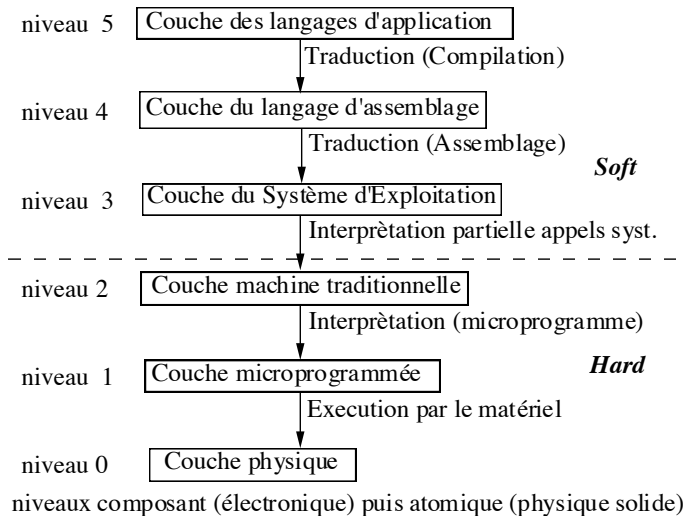 niveau 5 Couche des langages d'application
Traduction (Compilation)
niveau 4 Couche du langage d'assemblage
Traduction (Assemblage)
Soft
niveau 3 Couche du Système d'Exploitation
Interprètation partielle appels syst.
niveau 2 Couche machine traditionnelle
Interprètation (microprogramme)
Hard
niveau 1 Couche microprogrammée
Execution par le matériel
niveau 0 Couche physique
niveaux composant (électronique) puis atomique (physique solide)